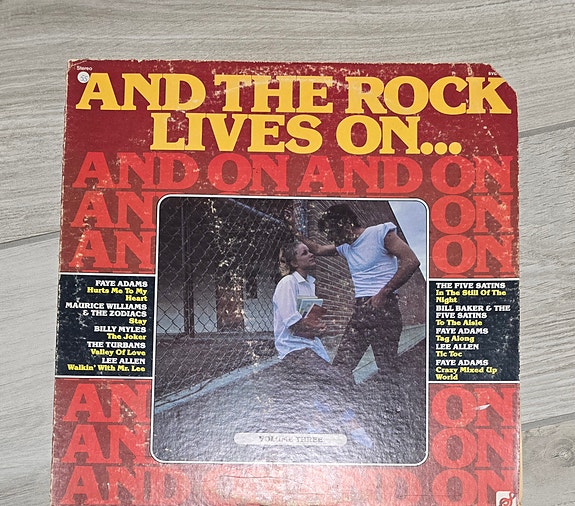 Stereo
AND THE ROCK
LIVES ON...
AND ON AND ON
AN ON
AN ON
FAYE ADAMS
Hurts Me To My
Heart
MAURICE WILLIAMS
& THE ZODIACS
Stay
BILLY MYLES
The Joker
THE TURBANS
Valley Of Love
LEE ALLEN
Walkin' With Mr. Lee
THE FIVE SATINS
In The Still Of The
Night
BILL BAKER & THE
FIVE SATINS
To The Aisle
FAYE ADAMS
Tag Along
LEE ALLEN
Tic Toc
FAYE ADAMS
Crazy Mixed Up
World
VOLUME THREE
AN ON
AN ON
AND ON AND ON